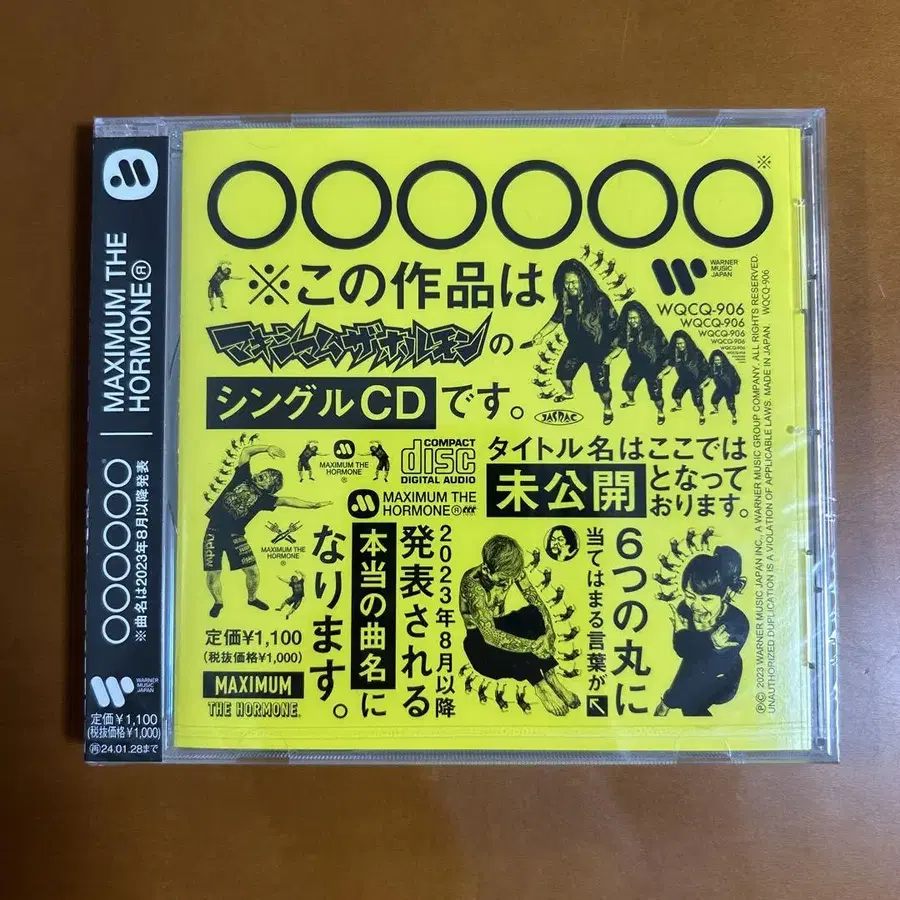 MAXIMUM THE
HORMONE®
○○○○○○※
※曲名は2023年8月以降発表
WARNER
MUSIC
JAPAN
定価¥1,100
(税抜価格¥1,000)
㊢24.01.28まで
○○○○○○※
※この作品は
マキシマムザホルモンの
シングルCDです。
WARNER
MUSIC
JAPAN
WQCQ-906
WQCQ-906
WQCQ-906
WQCQ-906
WQCQ-906
JASRAC
タイトル名はここでは
未公開となって
おります。
COMPACT
disc
DIGITAL AUDIO
MAXIMUM THE
HORMONE®
MAXIMUM THE
HORMONE®
MAXIMUM THE
HORMONE®
6つの丸に
当てはまる言葉が
2023年8月以降
発表される
本当の曲名に
なります。
定価¥1,100
(税抜価格¥1,000)
MAXIMUM
THE HORMONE®
Ⓟ© 2023 WARNER MUSIC JAPAN INC., A WARNER MUSIC GROUP COMPANY. ALL RIGHTS RESERVED.
UNAUTHORIZED DUPLICATION IS A VIOLATION OF APPLICABLE LAWS. MADE IN JAPAN. WQCQ-906